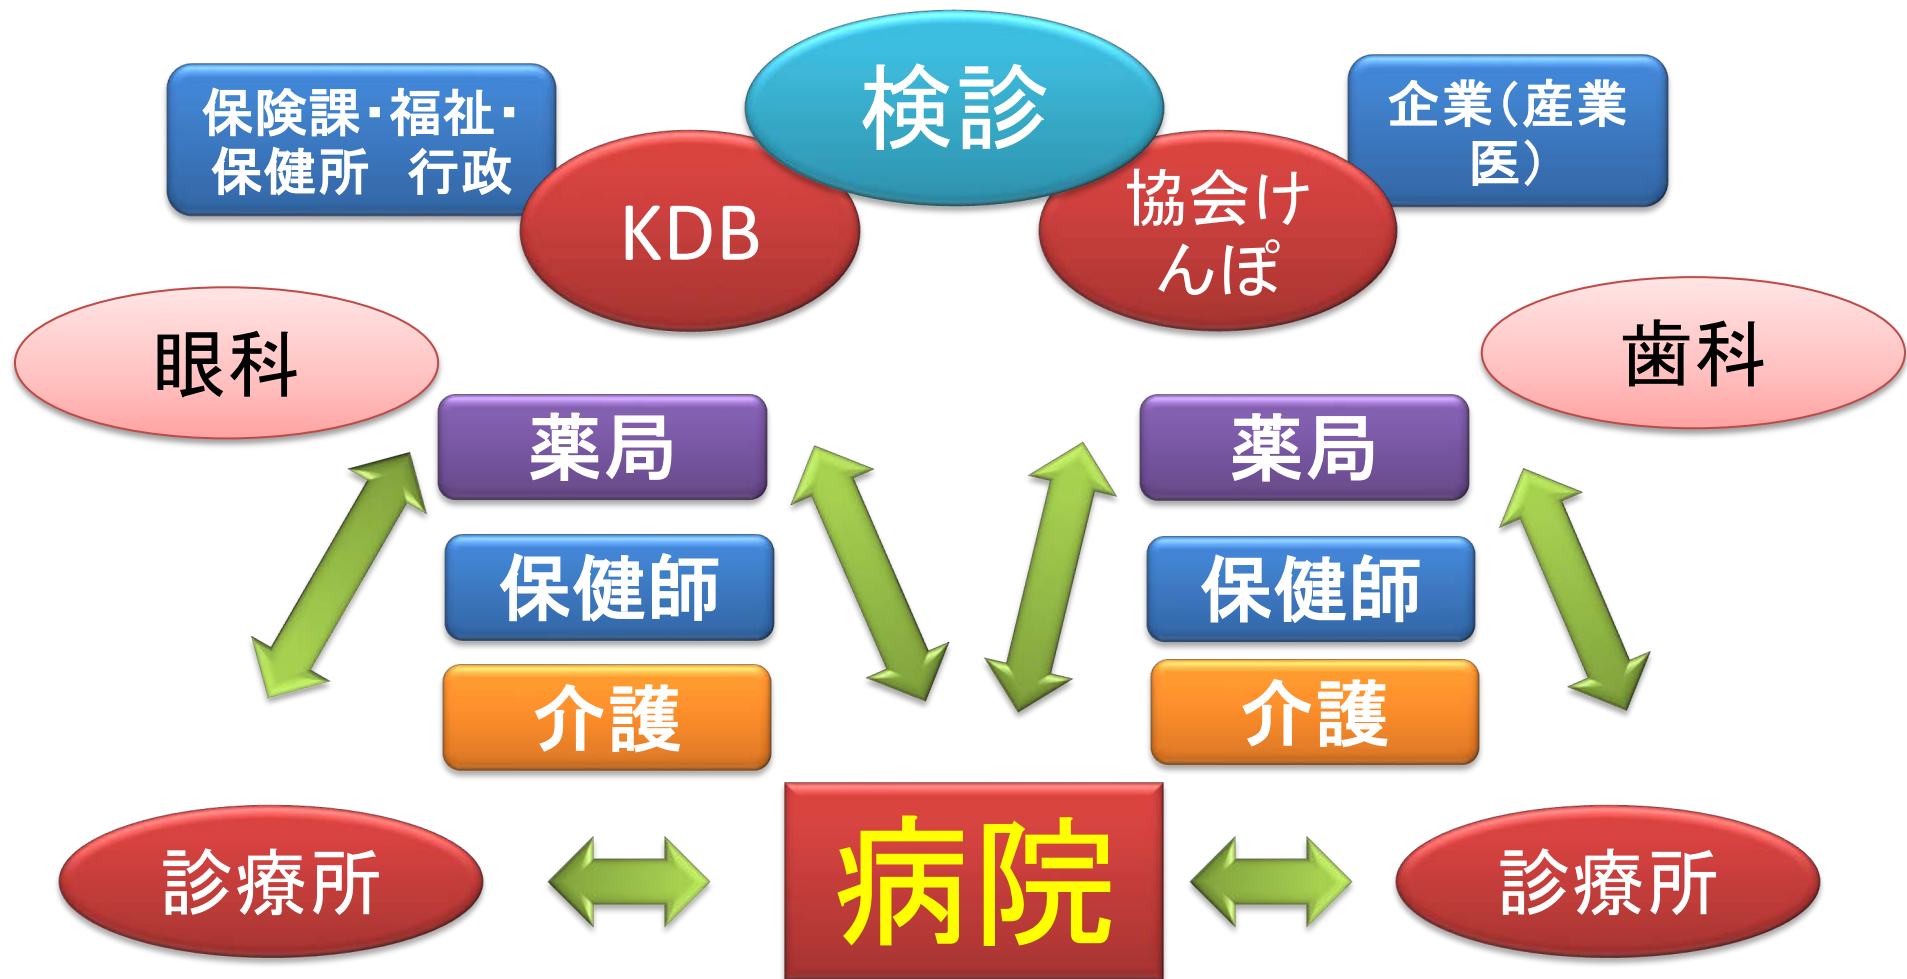 検診
保険課・福祉・
保健所　行政
企業（産業
医）
KDB
協会け
んぽ
眼科
歯科
薬局
薬局
保健師
保健師
介護
介護
診療所
病院
診療所